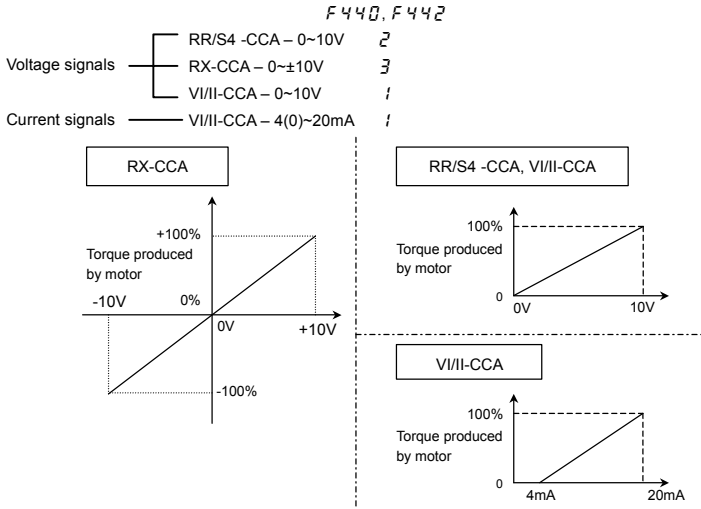 F440, F442
RR/S4 -CCA – 0~10V 2
Voltage signals RX-CCA – 0~±10V 3
VI/II-CCA – 0~10V 1
Current signals VI/II-CCA – 4(0)~20mA 1
RX-CCA
+100%
Torque produced
by motor
-10V
0%
0V
+10V
-100%
RR/S4 -CCA, VI/II-CCA
100%
Torque produced
by motor
0
0V
10V
VI/II-CCA
100%
Torque produced
by motor
0
4mA
20mA